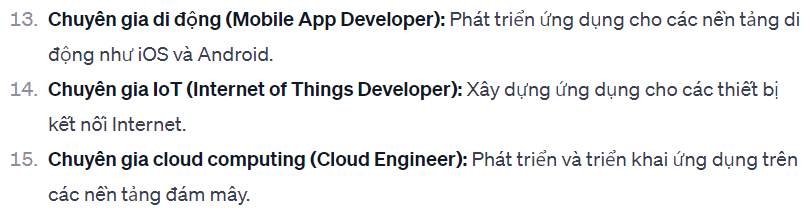 13. Chuyên gia di động (Mobile App Developer): Phát triển ứng dụng cho các nền tảng di
động như iOS và Android.
14. Chuyên gia IoT (Internet of Things Developer): Xây dựng ứng dụng cho các thiết bị
kết nối Internet.
15. Chuyên gia cloud computing (Cloud Engineer): Phát triển và triển khai ứng dụng trên
các nền tảng đám mây.